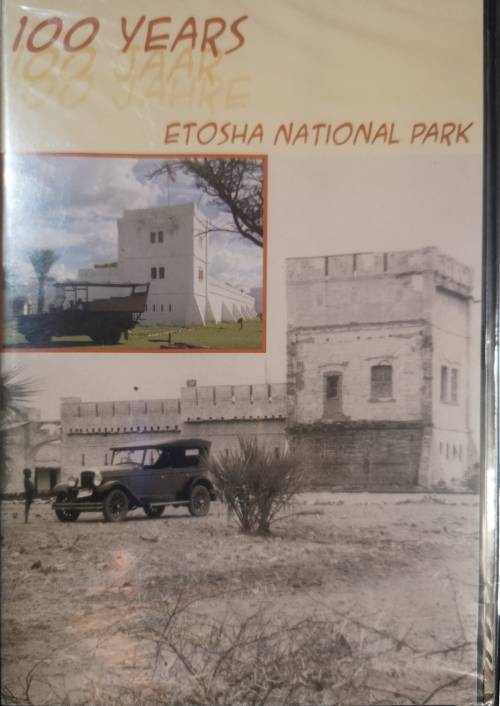 100 YEARS
100 JAAR
100 JAHRE
ETOSHA NATIONAL PARK